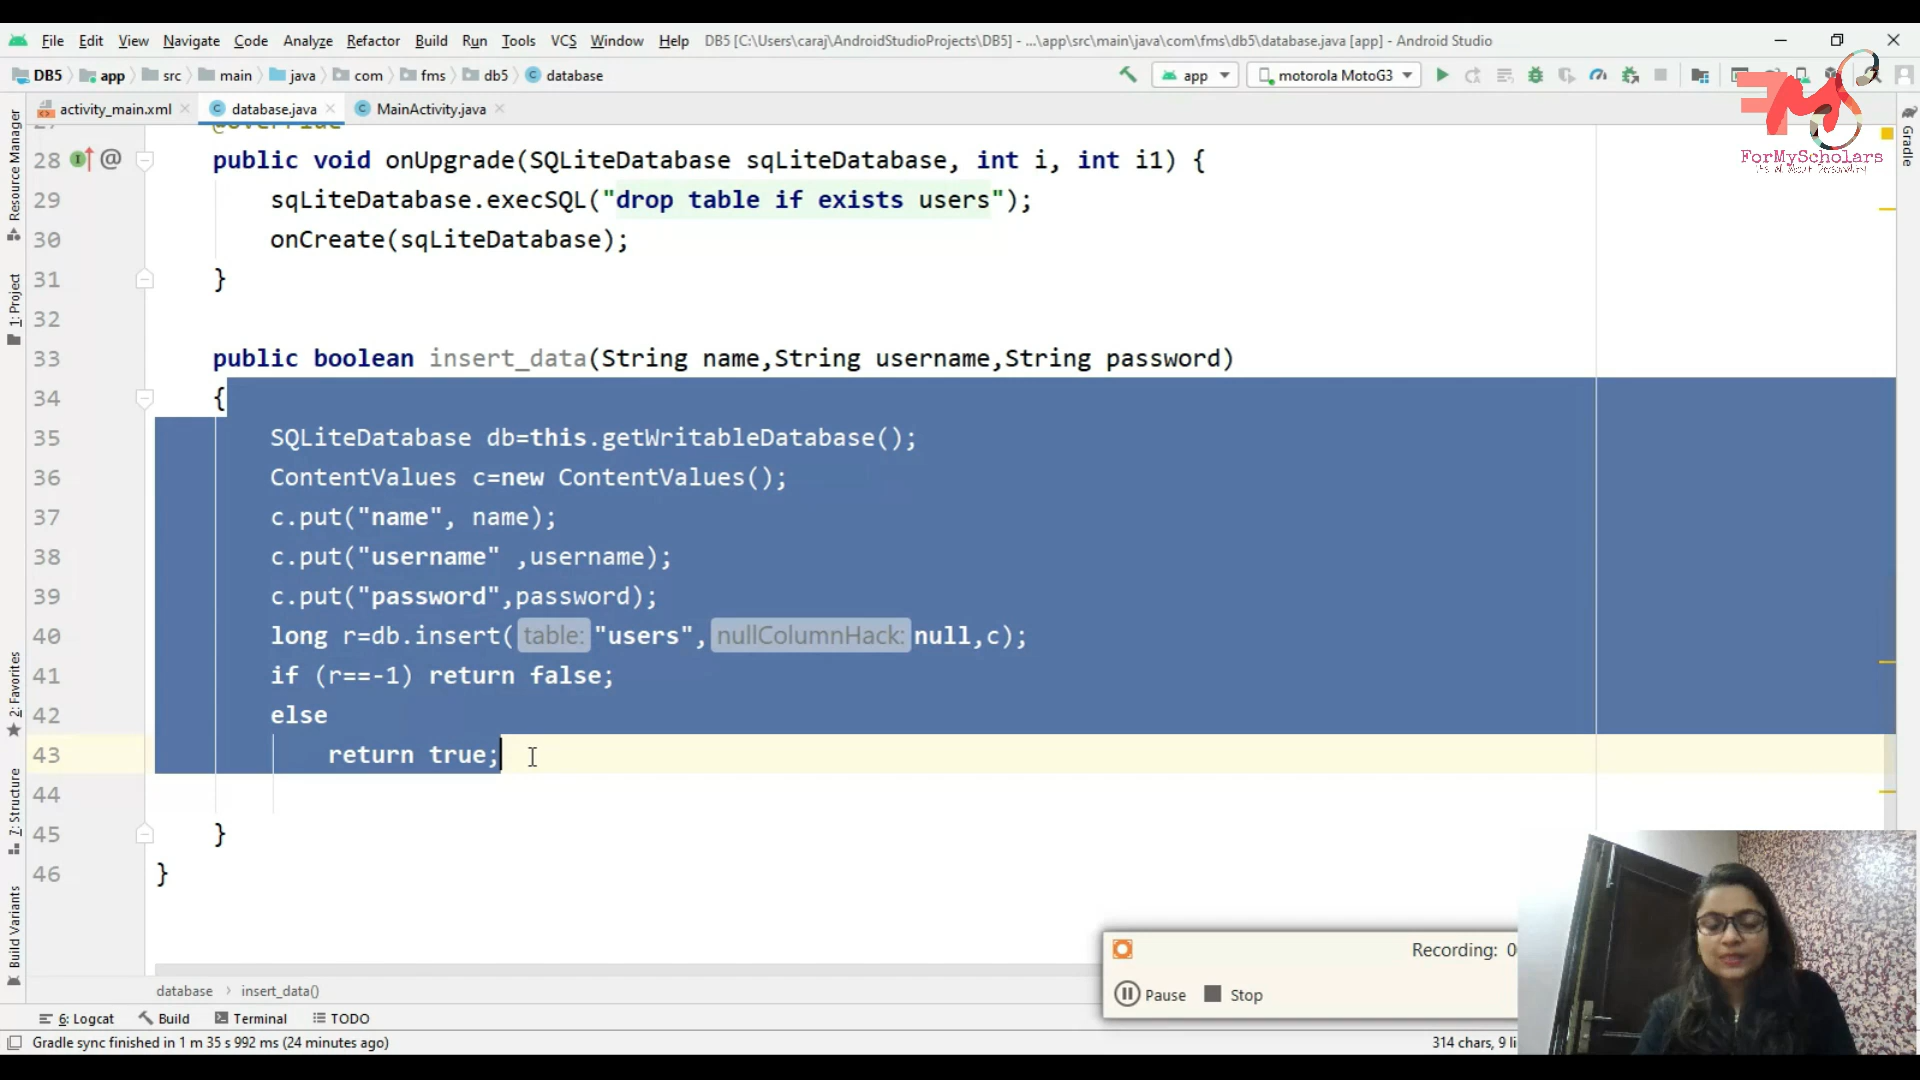 File Edit View Navigate Code Analyze Refactor Build Run Tools VCS Window Help DB5 [C:\Users\caraj\AndroidStudioProjects\DB5] - ...\app\src\main\java\com\fms\db5\database.java [app] - Android Studio
DB5 app src main java com fms db5 database app motorola MotoG3
activity_main.xml database.java MainActivity.java
ForMyScholars
Resource Manager
1: Project
2: Favorites
7: Structure
Build Variants
Gradle
27 @Override
28 public void onUpgrade(SQLiteDatabase sqLiteDatabase, int i, int i1) {
29 sqLiteDatabase.execSQL("drop table if exists users");
30 onCreate(sqLiteDatabase);
31 }
32
33 public boolean insert_data(String name,String username,String password)
34 {
35 SQLiteDatabase db=this.getWritableDatabase();
36 ContentValues c=new ContentValues();
37 c.put("name", name);
38 c.put("username" ,username);
39 c.put("password",password);
40 long r=db.insert( table: "users", nullColumnHack: null,c);
41 if (r==-1) return false;
42 else
43 return true;
44
45 }
46 }
Recording: 0
Pause Stop
database insert_data()
6: Logcat Build Terminal TODO
Gradle sync finished in 1 m 35 s 992 ms (24 minutes ago) 314 chars, 9 li